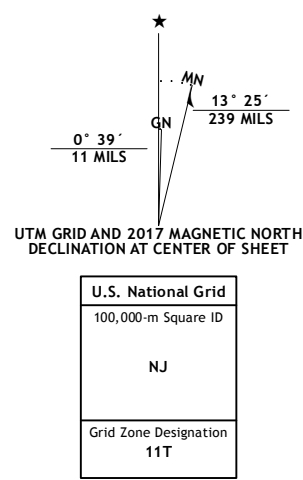 ★
MN
GN
13° 25´
239 MILS
0° 39´
11 MILS
UTM GRID AND 2017 MAGNETIC NORTH
DECLINATION AT CENTER OF SHEET
U.S. National Grid
100,000-m Square ID
NJ
Grid Zone Designation
11T